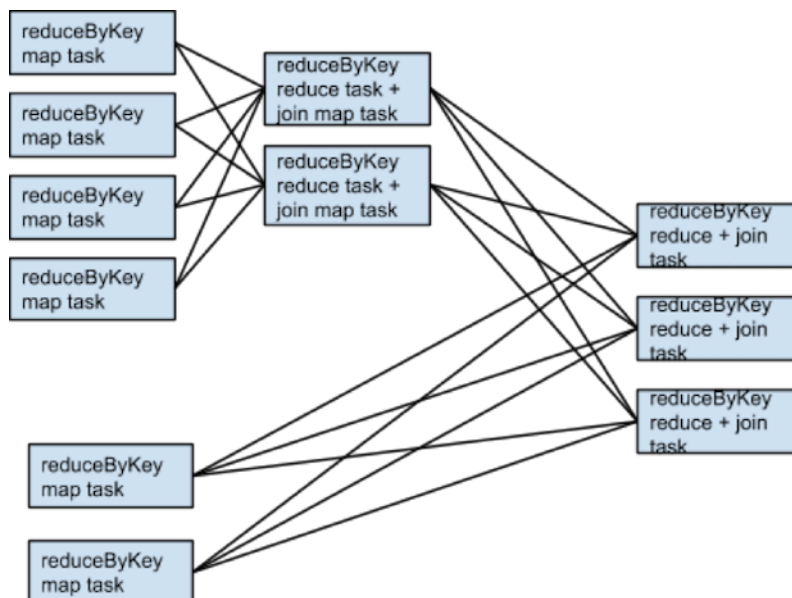 reduceByKey
map task
reduceByKey
map task
reduceByKey
map task
reduceByKey
map task
reduceByKey
reduce task +
join map task
reduceByKey
reduce task +
join map task
reduceByKey
reduce + join
task
reduceByKey
reduce + join
task
reduceByKey
reduce + join
task
reduceByKey
map task
reduceByKey
map task